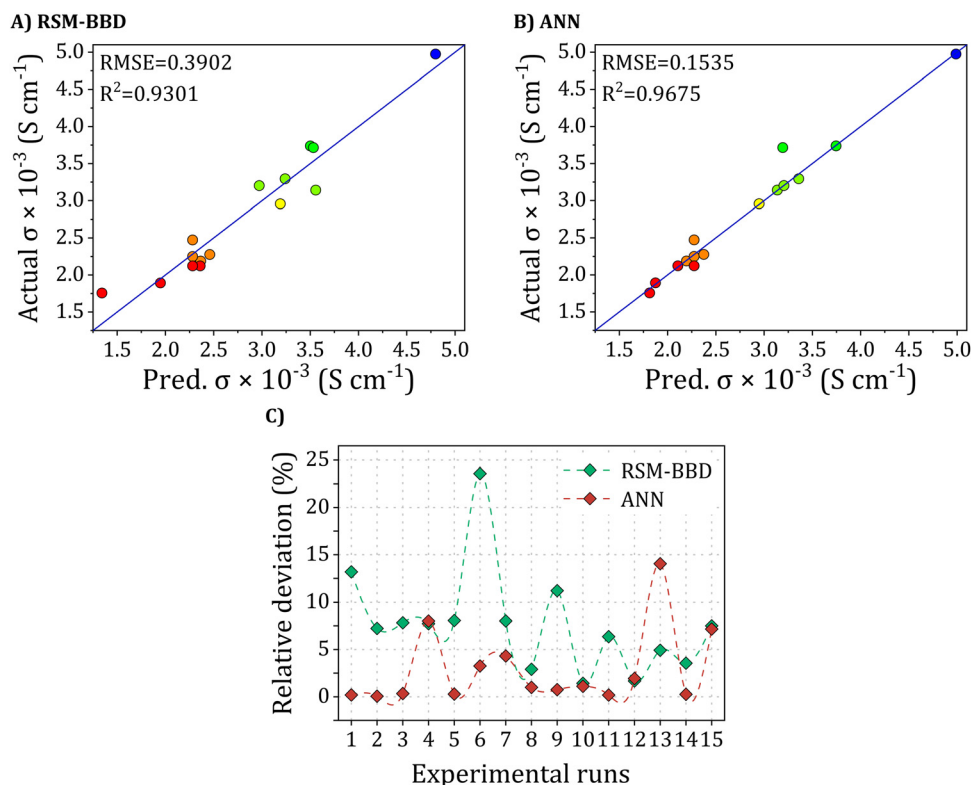 A) RSM-BBD
RMSE=0.3902
R²=0.9301
Actual σ × 10⁻³ (S cm⁻¹)
5.0
4.5
4.0
3.5
3.0
2.5
2.0
1.5
1.5 2.0 2.5 3.0 3.5 4.0 4.5 5.0
Pred. σ × 10⁻³ (S cm⁻¹)
B) ANN
RMSE=0.1535
R²=0.9675
Actual σ × 10⁻³ (S cm⁻¹)
5.0
4.5
4.0
3.5
3.0
2.5
2.0
1.5
1.5 2.0 2.5 3.0 3.5 4.0 4.5 5.0
Pred. σ × 10⁻³ (S cm⁻¹)
C)
RSM-BBD
ANN
Relative deviation (%)
25
20
15
10
5
0
1 2 3 4 5 6 7 8 9 10 11 12 13 14 15
Experimental runs